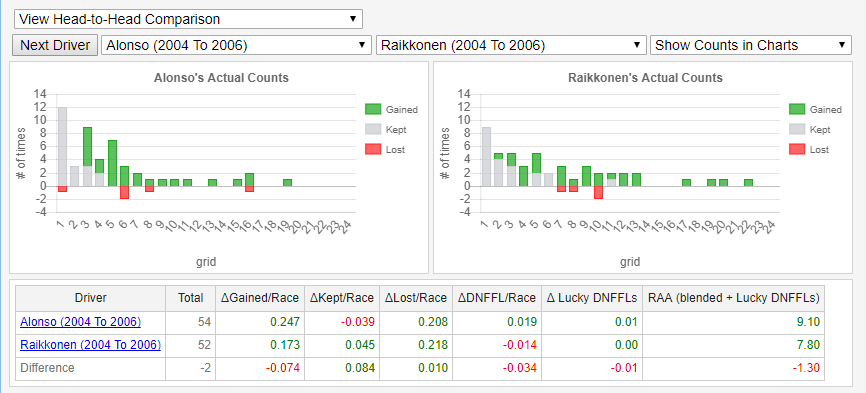 View Head-to-Head Comparison
Next Driver Alonso (2004 To 2006) Raikkonen (2004 To 2006) Show Counts in Charts
Alonso's Actual Counts
14
12
10
8
6
4
2
0
-2
-4
# of times
1 2 3 4 5 6 7 8 9 10 11 12 13 14 15 16 17 18 19 20 21 22 23 24
grid
Gained
Kept
Lost
Raikkonen's Actual Counts
14
12
10
8
6
4
2
0
-2
-4
# of times
1 2 3 4 5 6 7 8 9 10 11 12 13 14 15 16 17 18 19 20 21 22 23 24
grid
Gained
Kept
Lost
Driver Total ΔGained/Race ΔKept/Race ΔLost/Race ΔDNFFL/Race Δ Lucky DNFFLs RAA (blended + Lucky DNFFLs)
Alonso (2004 To 2006) 54 0.247 -0.039 0.208 0.019 0.01 9.10
Raikkonen (2004 To 2006) 52 0.173 0.045 0.218 -0.014 0.00 7.80
Difference -2 -0.074 0.084 0.010 -0.034 -0.01 -1.30